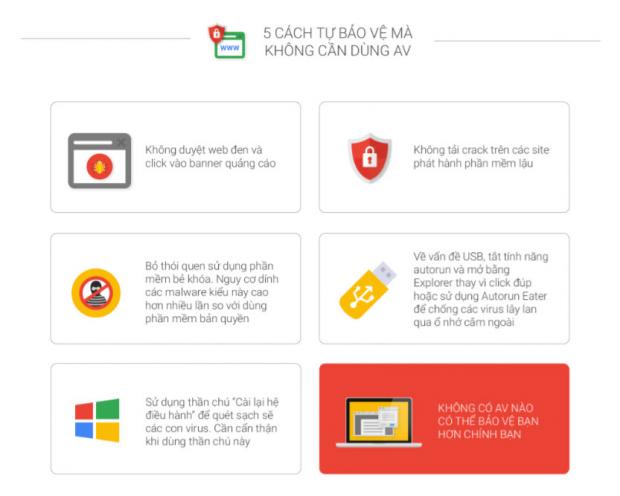 5 CÁCH TỰ BẢO VỆ MÀ
KHÔNG CẦN DÙNG AV
www
Không duyệt web đen và
click vào banner quảng cáo
Không tải crack trên các site
phát hành phần mềm lậu
Bỏ thói quen sử dụng phần
mềm bẻ khóa. Nguy cơ dính
các malware kiểu này cao
hơn nhiều lần so với dùng
phần mềm bản quyền
Về vấn đề USB, tắt tính năng
autorun và mở bằng
Explorer thay vì click đúp
hoặc sử dụng Autorun Eater
để chống các virus lây lan
qua ổ nhớ cắm ngoài
Sử dụng thần chú "Cài lại hệ
điều hành" để quét sạch sẽ
các con virus. Cần cẩn thận
khi dùng thần chú này
KHÔNG CÓ AV NÀO
CÓ THỂ BẢO VỆ BẠN
HƠN CHÍNH BẠN